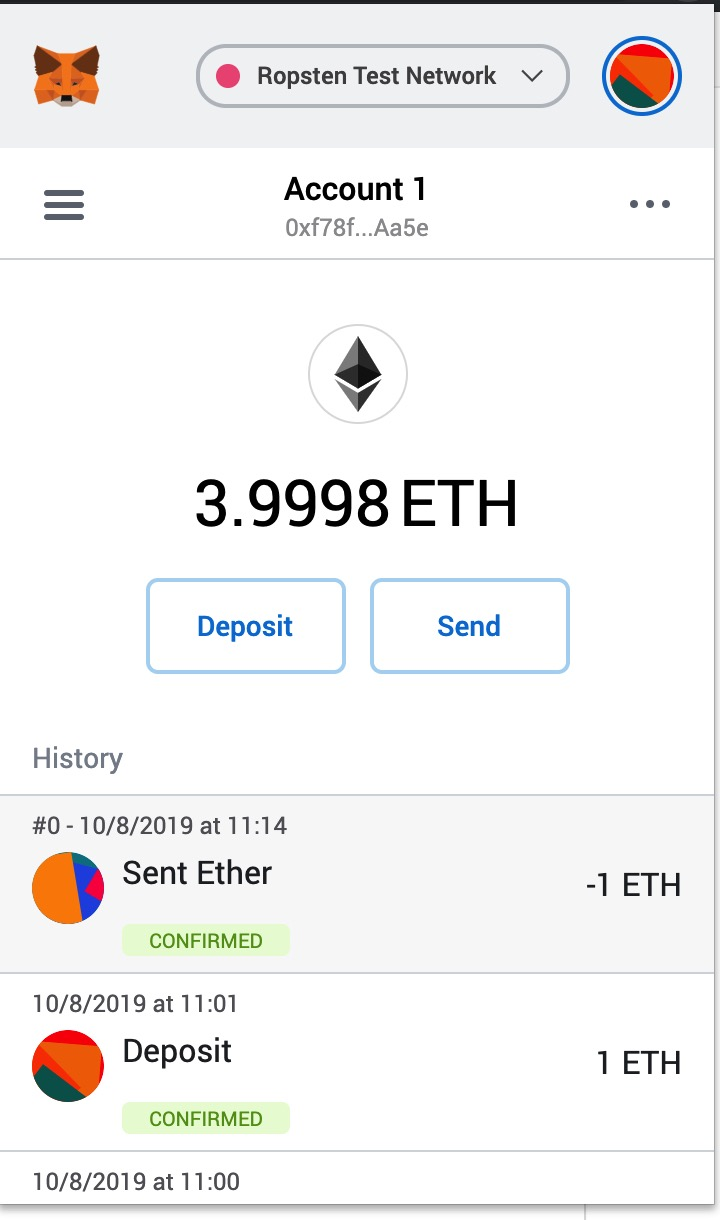 Ropsten Test Network
Account 1
0xf78f...Aa5e
3.9998 ETH
Deposit
Send
History
#0 - 10/8/2019 at 11:14
Sent Ether
-1 ETH
CONFIRMED
10/8/2019 at 11:01
Deposit
1 ETH
CONFIRMED
10/8/2019 at 11:00